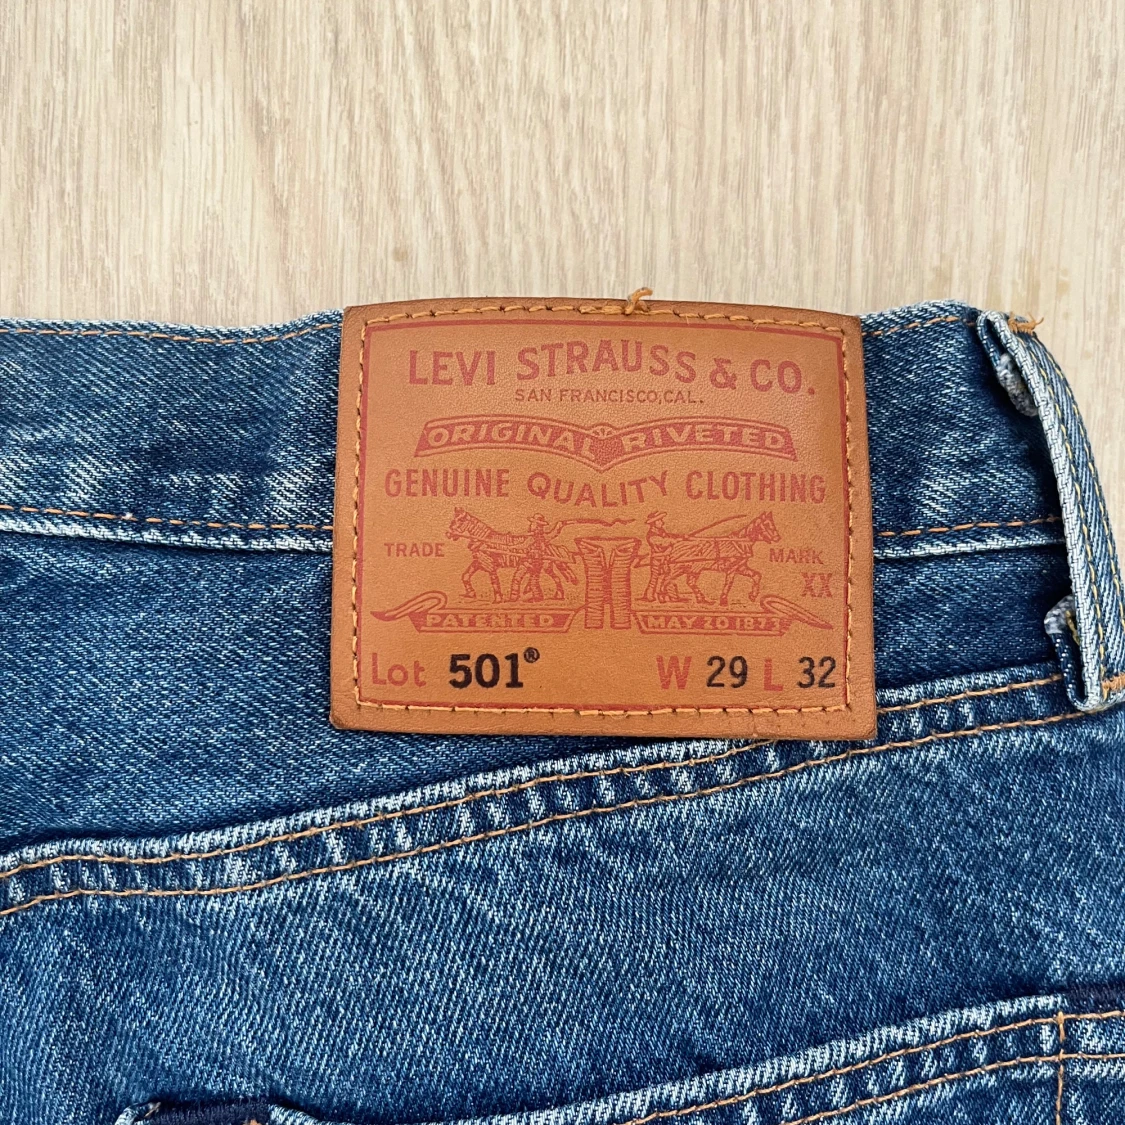 LEVI STRAUSS & CO.
SAN FRANCISCO, CAL.
ORIGINAL RIVETED
GENUINE QUALITY CLOTHING
TRADE MARK
XX
PATENTED MAY 20 1873
Lot 501® W 29 L 32